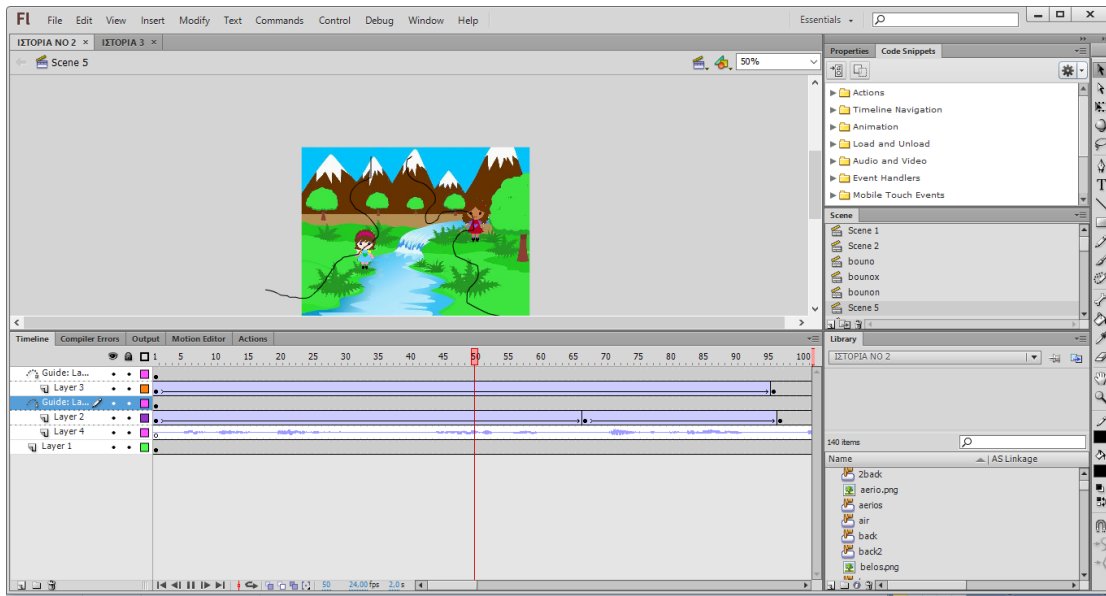 Fl File Edit View Insert Modify Text Commands Control Debug Window Help Essentials
ΙΣΤΟΡΙΑ ΝΟ 2 × ΙΣΤΟΡΙΑ 3 ×
Scene 5 50%
Properties Code Snippets
Actions
Timeline Navigation
Animation
Load and Unload
Audio and Video
Event Handlers
Mobile Touch Events
Scene
Scene 1
Scene 2
bouno
bounox
bounon
Scene 5
Timeline Compiler Errors Output Motion Editor Actions
1 5 10 15 20 25 30 35 40 45 50 55 60 65 70 75 80 85 90 95 100
Guide: La...
Layer 3
Guide: La...
Layer 2
Layer 4
Layer 1
50 24,00 fps 2,0 s
Library
ΙΣΤΟΡΙΑ ΝΟ 2
140 items
Name AS Linkage
2back
aerio.png
aerios
air
back
back2
belos.png